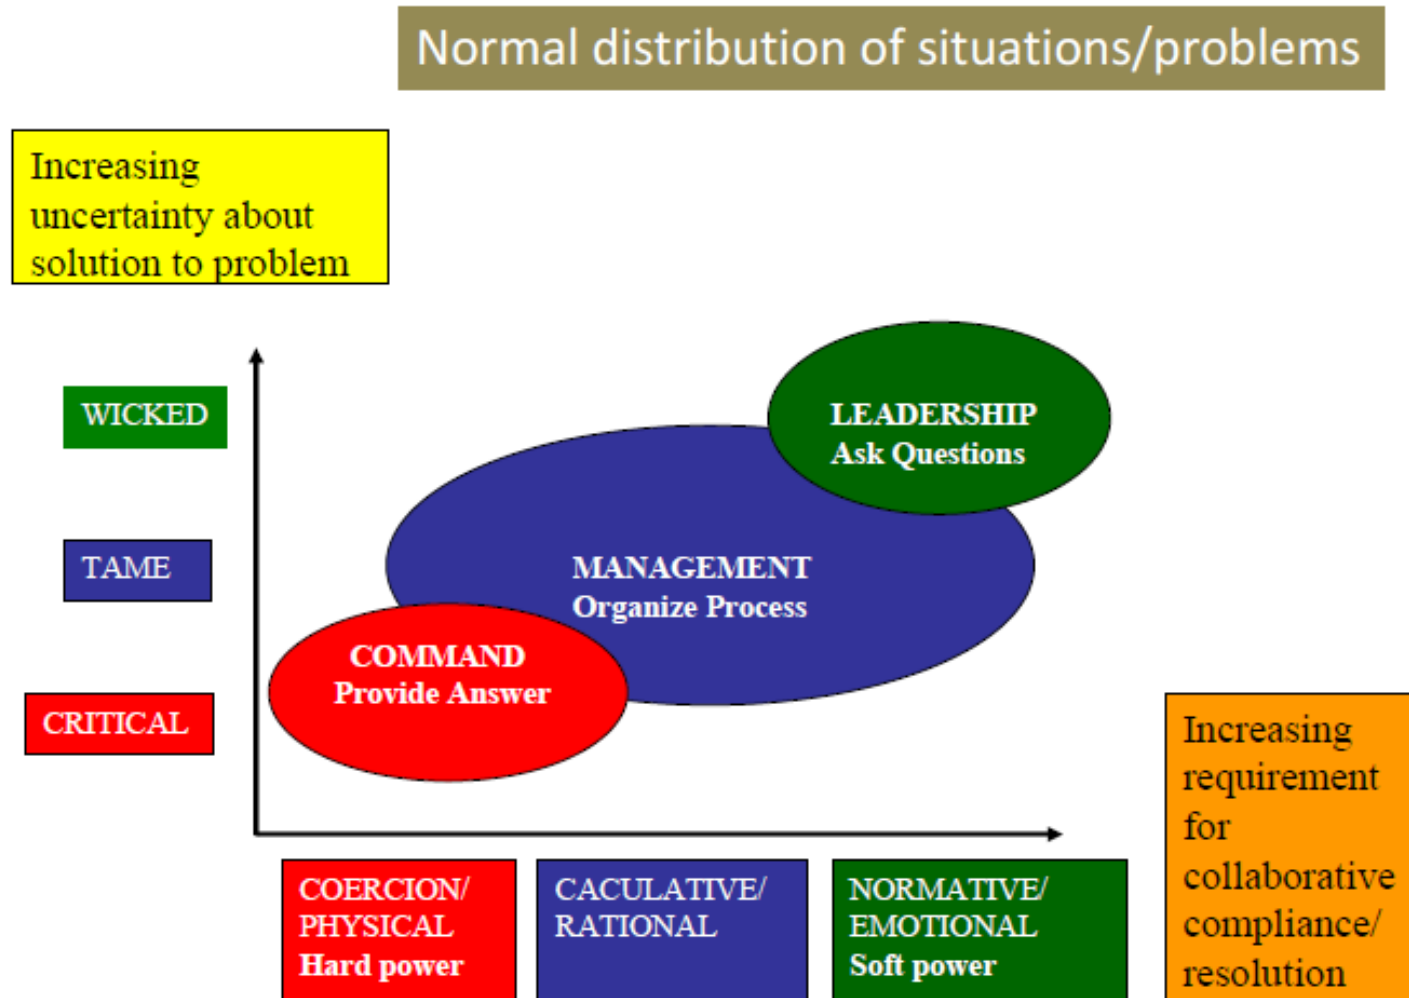 Normal distribution of situations/problems
Increasing
uncertainty about
solution to problem
WICKED
LEADERSHIP
Ask Questions
TAME
MANAGEMENT
Organize Process
COMMAND
Provide Answer
CRITICAL
COERCION/
PHYSICAL
Hard power
CACULATIVE/
RATIONAL
NORMATIVE/
EMOTIONAL
Soft power
Increasing
requirement
for
collaborative
compliance/
resolution